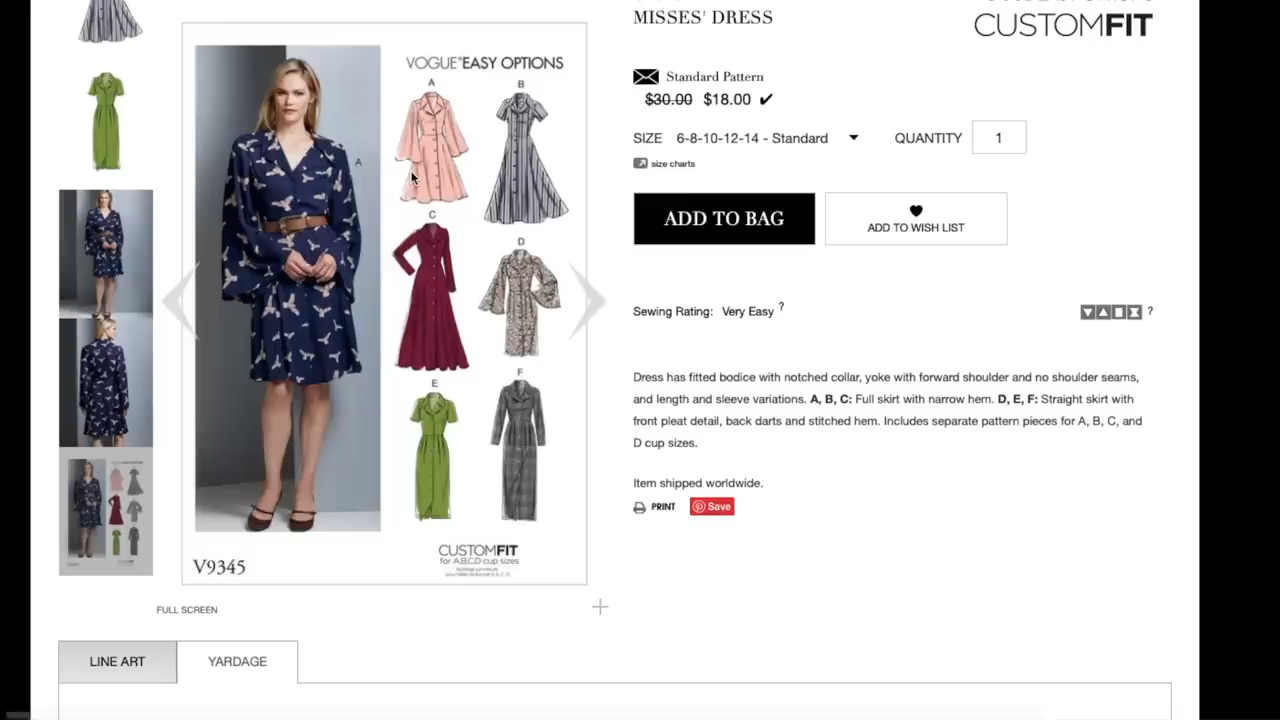 MISSES' DRESS
CUSTOMFIT
VOGUE®EASY OPTIONS
A
B
A
C
D
E
F
V9345
CUSTOMFIT
for A,B,C,D cup sizes
FULL SCREEN
Standard Pattern
$30.00 $18.00 ✔
SIZE 6-8-10-12-14 - Standard
QUANTITY 1
size charts
ADD TO BAG
ADD TO WISH LIST
Sewing Rating: Very Easy ?
?
Dress has fitted bodice with notched collar, yoke with forward shoulder and no shoulder seams,
and length and sleeve variations. A, B, C: Full skirt with narrow hem. D, E, F: Straight skirt with
front pleat detail, back darts and stitched hem. Includes separate pattern pieces for A, B, C, and
D cup sizes.
Item shipped worldwide.
PRINT Save
LINE ART YARDAGE